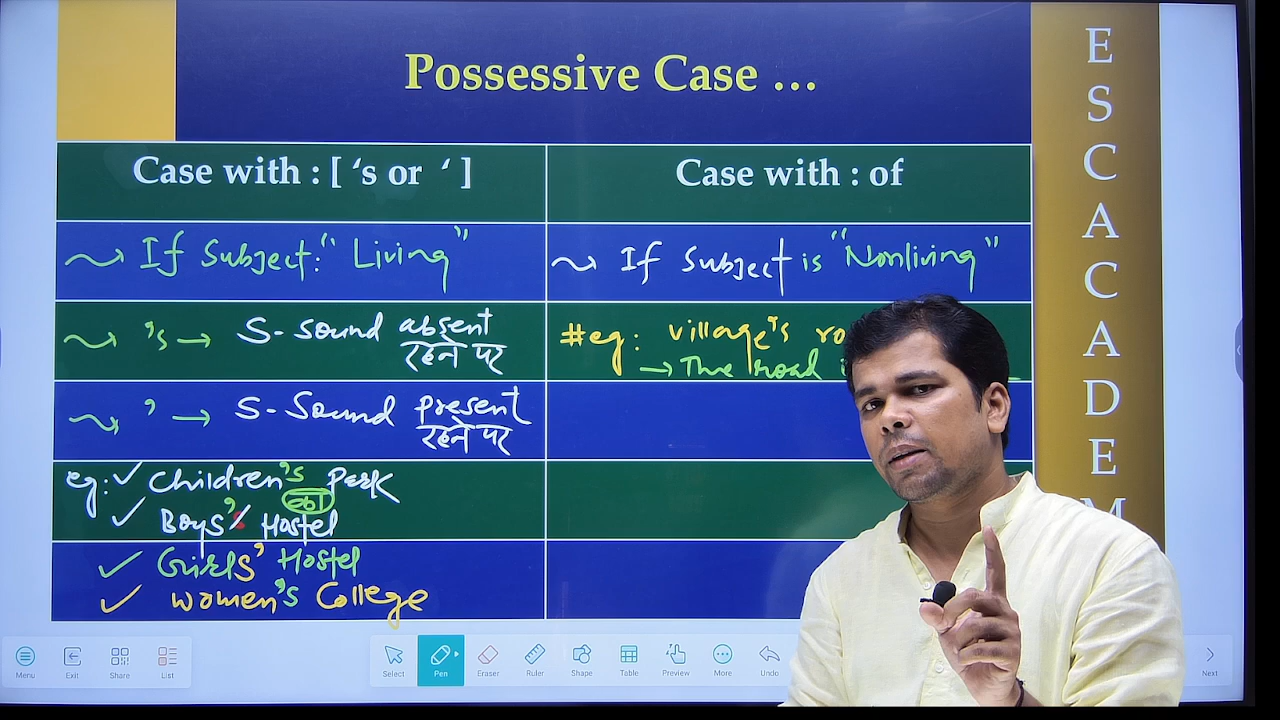 Possessive Case ...
Case with : [ ‘s or ‘ ]
Case with : of
If Subject: "Living"
If Subject is "Nonliving"
's → S-Sound absent
रहने पर
#eg: village's
→ The road
' → S-Sound present
रहने पर
eg: ✓ Children's Park
का
✓ Boys' Hostel
✓ Girls' Hostel
✓ Women's College
E
S
C
A
C
A
D
E
M
Menu
Exit
Share
List
Select
Pen
Eraser
Ruler
Shape
Table
Preview
More
Undo
Next